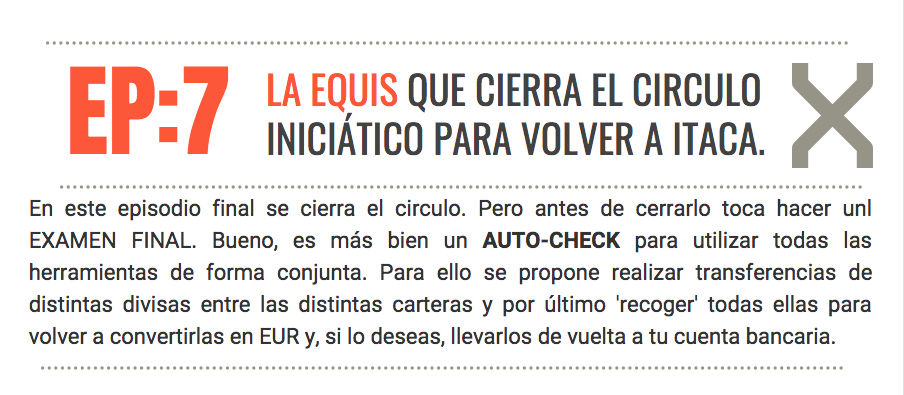 EP:7
LA EQUIS QUE CIERRA EL CIRCULO
INICIÁTICO PARA VOLVER A ITACA.
X
En este episodio final se cierra el circulo. Pero antes de cerrarlo toca hacer unl
EXAMEN FINAL. Bueno, es más bien un AUTO-CHECK para utilizar todas las
herramientas de forma conjunta. Para ello se propone realizar transferencias de
distintas divisas entre las distintas carteras y por último 'recoger' todas ellas para
volver a convertirlas en EUR y, si lo deseas, llevarlos de vuelta a tu cuenta bancaria.